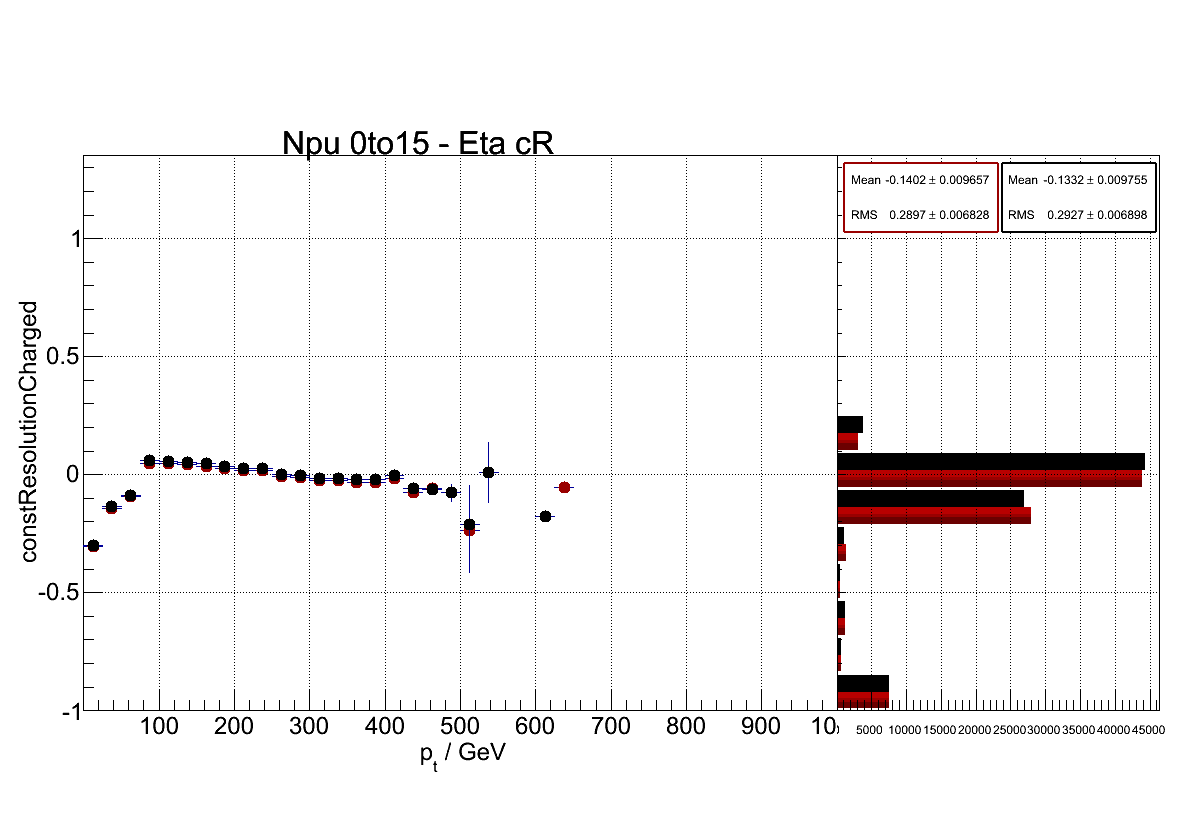 Npu 0to15 - Eta cR
Mean -0.1402 ± 0.009657
RMS 0.2897 ± 0.006828
Mean -0.1332 ± 0.009755
RMS 0.2927 ± 0.006898
constResolutionCharged
1
0.5
0
-0.5
-1
100 200 300 400 500 600 700 800 900 10
5000 10000 15000 20000 25000 30000 35000 40000 45000
pt / GeV